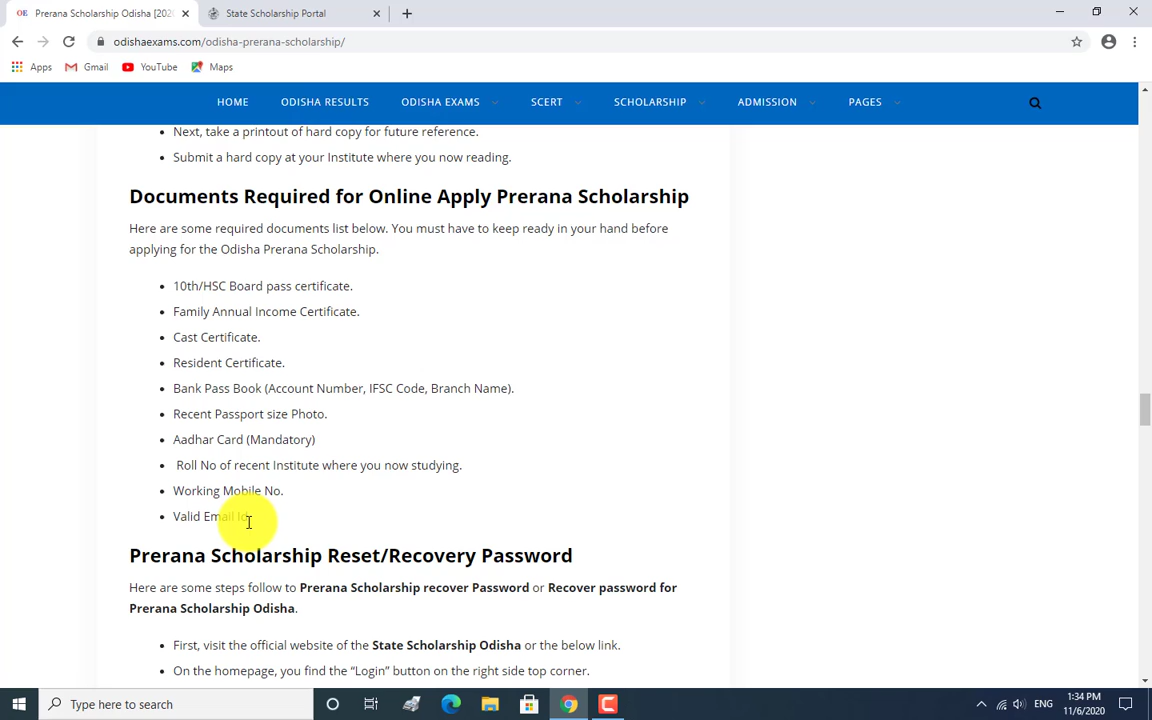 OE Prerana Scholarship Odisha [202
State Scholarship Portal
odishaexams.com/odisha-prerana-scholarship/
Apps Gmail YouTube Maps
HOME ODISHA RESULTS ODISHA EXAMS SCERT SCHOLARSHIP ADMISSION PAGES
• Next, take a printout of hard copy for future reference.
• Submit a hard copy at your Institute where you now reading.
Documents Required for Online Apply Prerana Scholarship
Here are some required documents list below. You must have to keep ready in your hand before
applying for the Odisha Prerana Scholarship.
• 10th/HSC Board pass certificate.
• Family Annual Income Certificate.
• Cast Certificate.
• Resident Certificate.
• Bank Pass Book (Account Number, IFSC Code, Branch Name).
• Recent Passport size Photo.
• Aadhar Card (Mandatory)
• Roll No of recent Institute where you now studying.
• Working Mobile No.
• Valid Email Id.
Prerana Scholarship Reset/Recovery Password
Here are some steps follow to Prerana Scholarship recover Password or Recover password for
Prerana Scholarship Odisha.
• First, visit the official website of the State Scholarship Odisha or the below link.
• On the homepage, you find the “Login” button on the right side top corner.
Type here to search
ENG
1:34 PM
11/6/2020